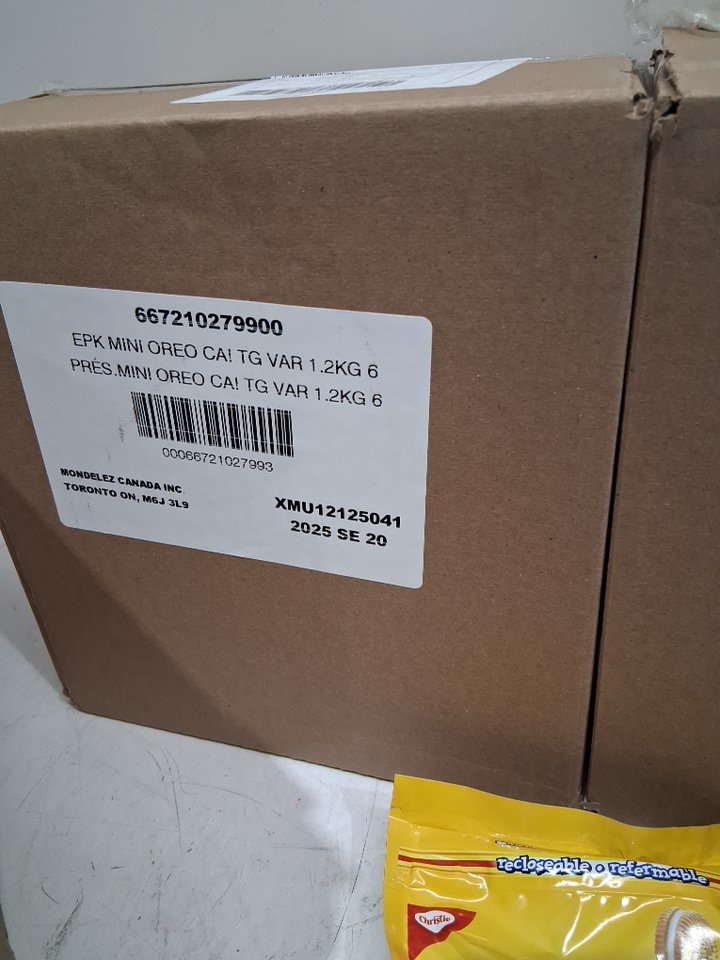 667210279900
EPK MINI OREO CA! TG VAR 1.2KG 6
PRÉS.MINI OREO CA! TG VAR 1.2KG 6
00066721027993
MONDELEZ CANADA INC.
TORONTO ON, M6J 3L9
XMU12125041
2025 SE 20
recloseable • refermable
Christie